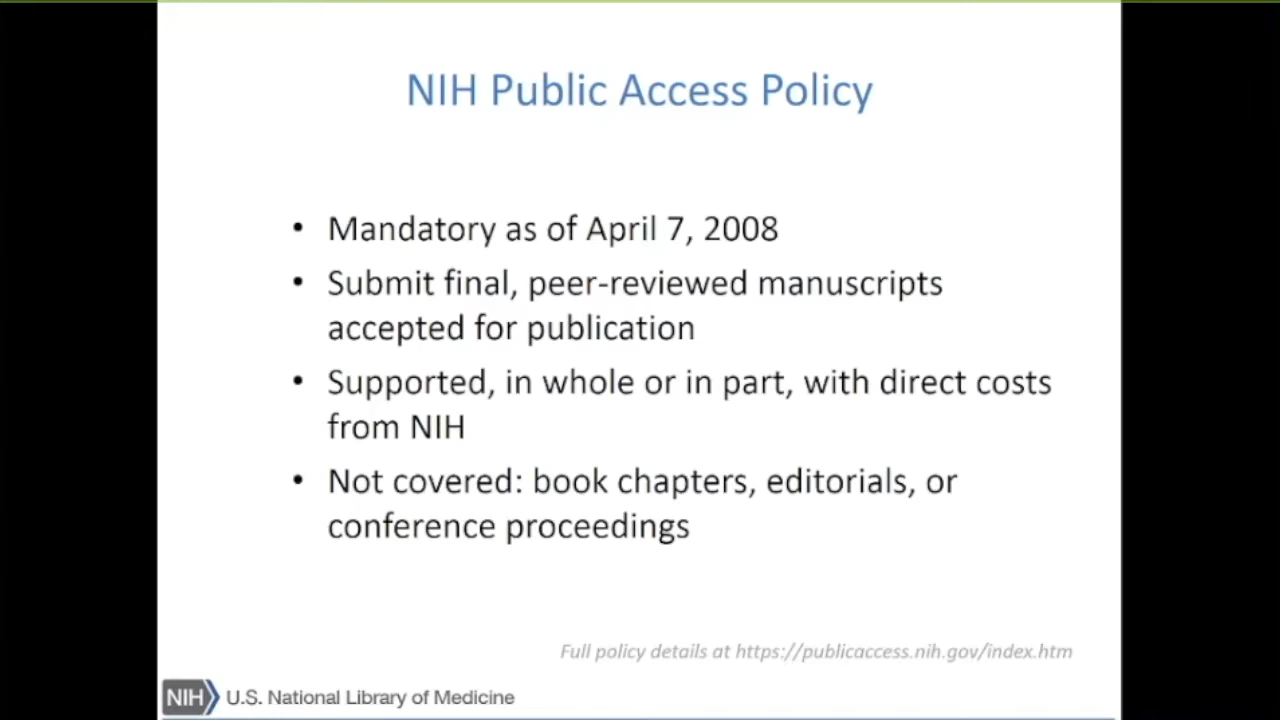 NIH Public Access Policy
• Mandatory as of April 7, 2008
• Submit final, peer-reviewed manuscripts
accepted for publication
• Supported, in whole or in part, with direct costs
from NIH
• Not covered: book chapters, editorials, or
conference proceedings
Full policy details at https://publicaccess.nih.gov/index.htm
NIH U.S. National Library of Medicine